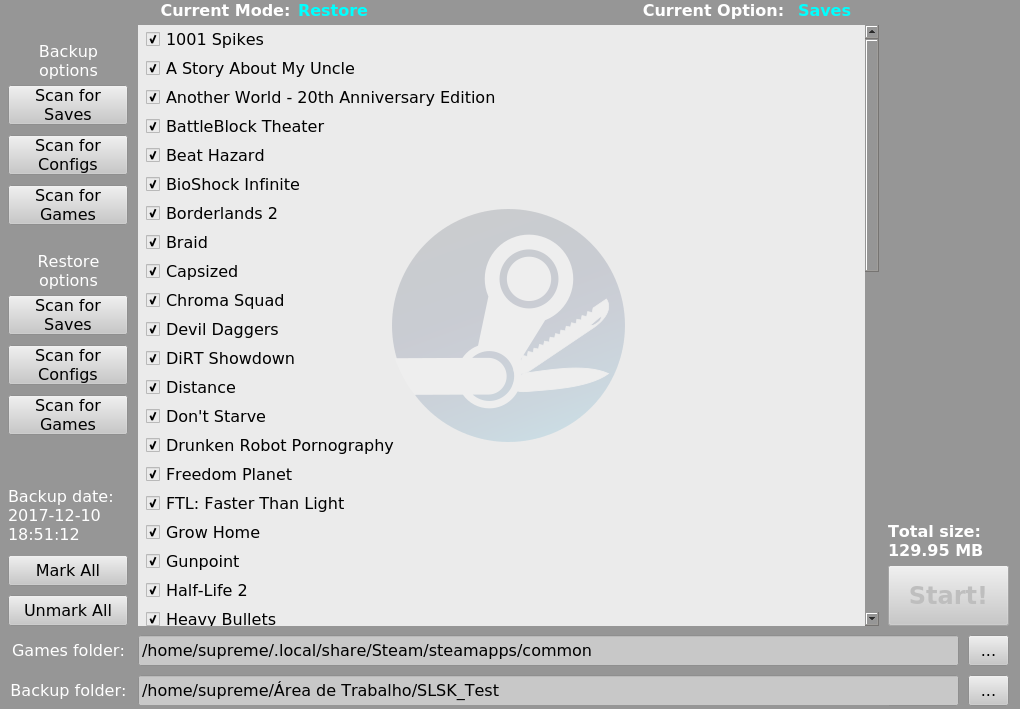 Current Mode: Restore
Current Option: Saves
Backup
options
Scan for
Saves
Scan for
Configs
Scan for
Games
Restore
options
Scan for
Saves
Scan for
Configs
Scan for
Games
Backup date:
2017-12-10
18:51:12
Mark All
Unmark All
1001 Spikes
A Story About My Uncle
Another World - 20th Anniversary Edition
BattleBlock Theater
Beat Hazard
BioShock Infinite
Borderlands 2
Braid
Capsized
Chroma Squad
Devil Daggers
DiRT Showdown
Distance
Don't Starve
Drunken Robot Pornography
Freedom Planet
FTL: Faster Than Light
Grow Home
Gunpoint
Half-Life 2
Heavy Bullets
Total size:
129.95 MB
Start!
Games folder: /home/supreme/.local/share/Steam/steamapps/common ...
Backup folder: /home/supreme/Área de Trabalho/SLSK_Test ...